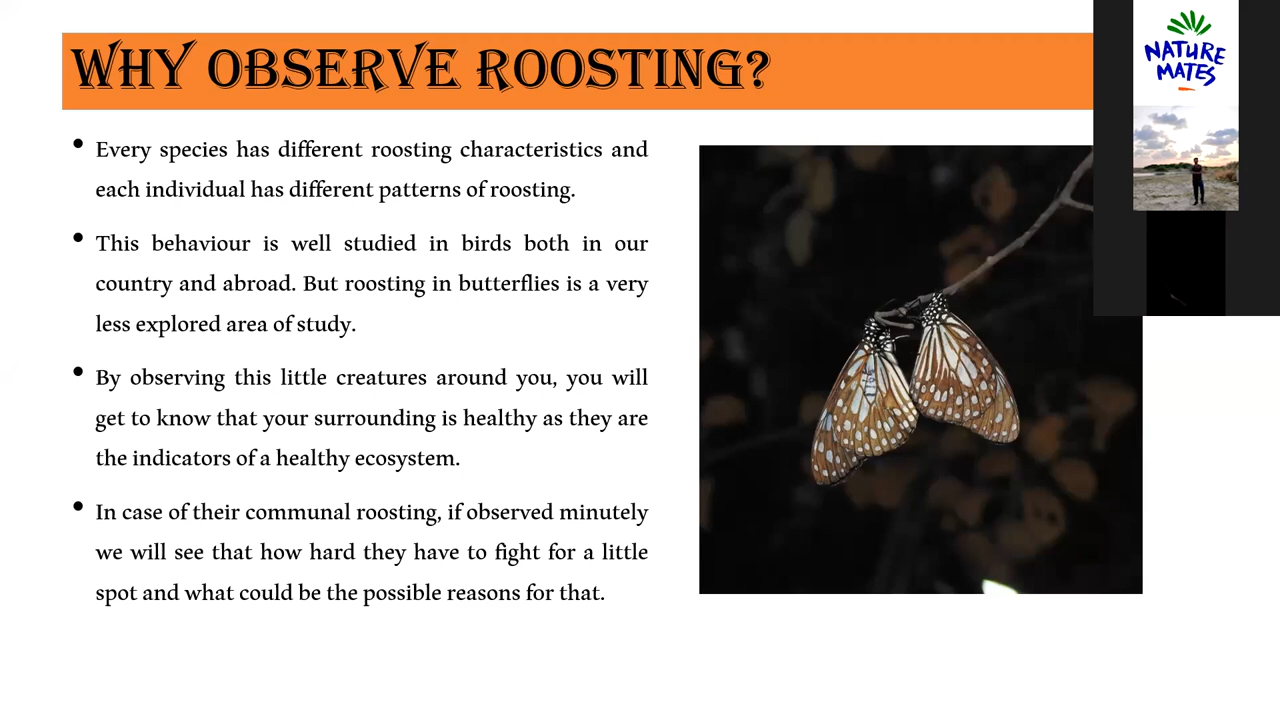 WHY OBSERVE ROOSTING?
NATURE
MATES
Every species has different roosting characteristics and
each individual has different patterns of roosting.
This behaviour is well studied in birds both in our
country and abroad. But roosting in butterflies is a very
less explored area of study.
By observing this little creatures around you, you will
get to know that your surrounding is healthy as they are
the indicators of a healthy ecosystem.
In case of their communal roosting, if observed minutely
we will see that how hard they have to fight for a little
spot and what could be the possible reasons for that.